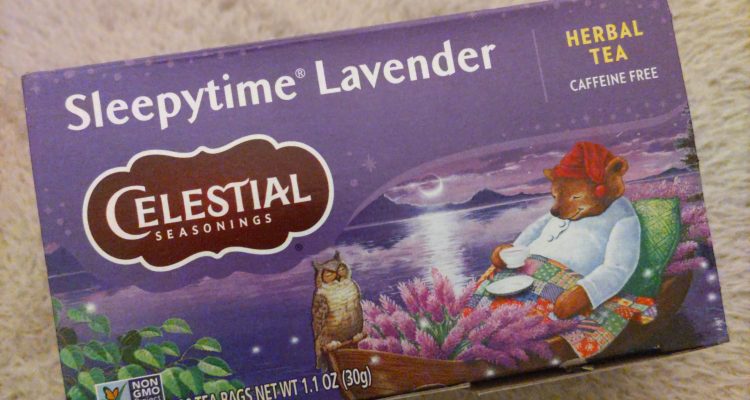 Sleepytime® Lavender
HERBAL
TEA
CAFFEINE FREE
CELESTIAL
SEASONINGS
®
NON
GMO
TEA BAGS NET WT 1.1 OZ (30g)